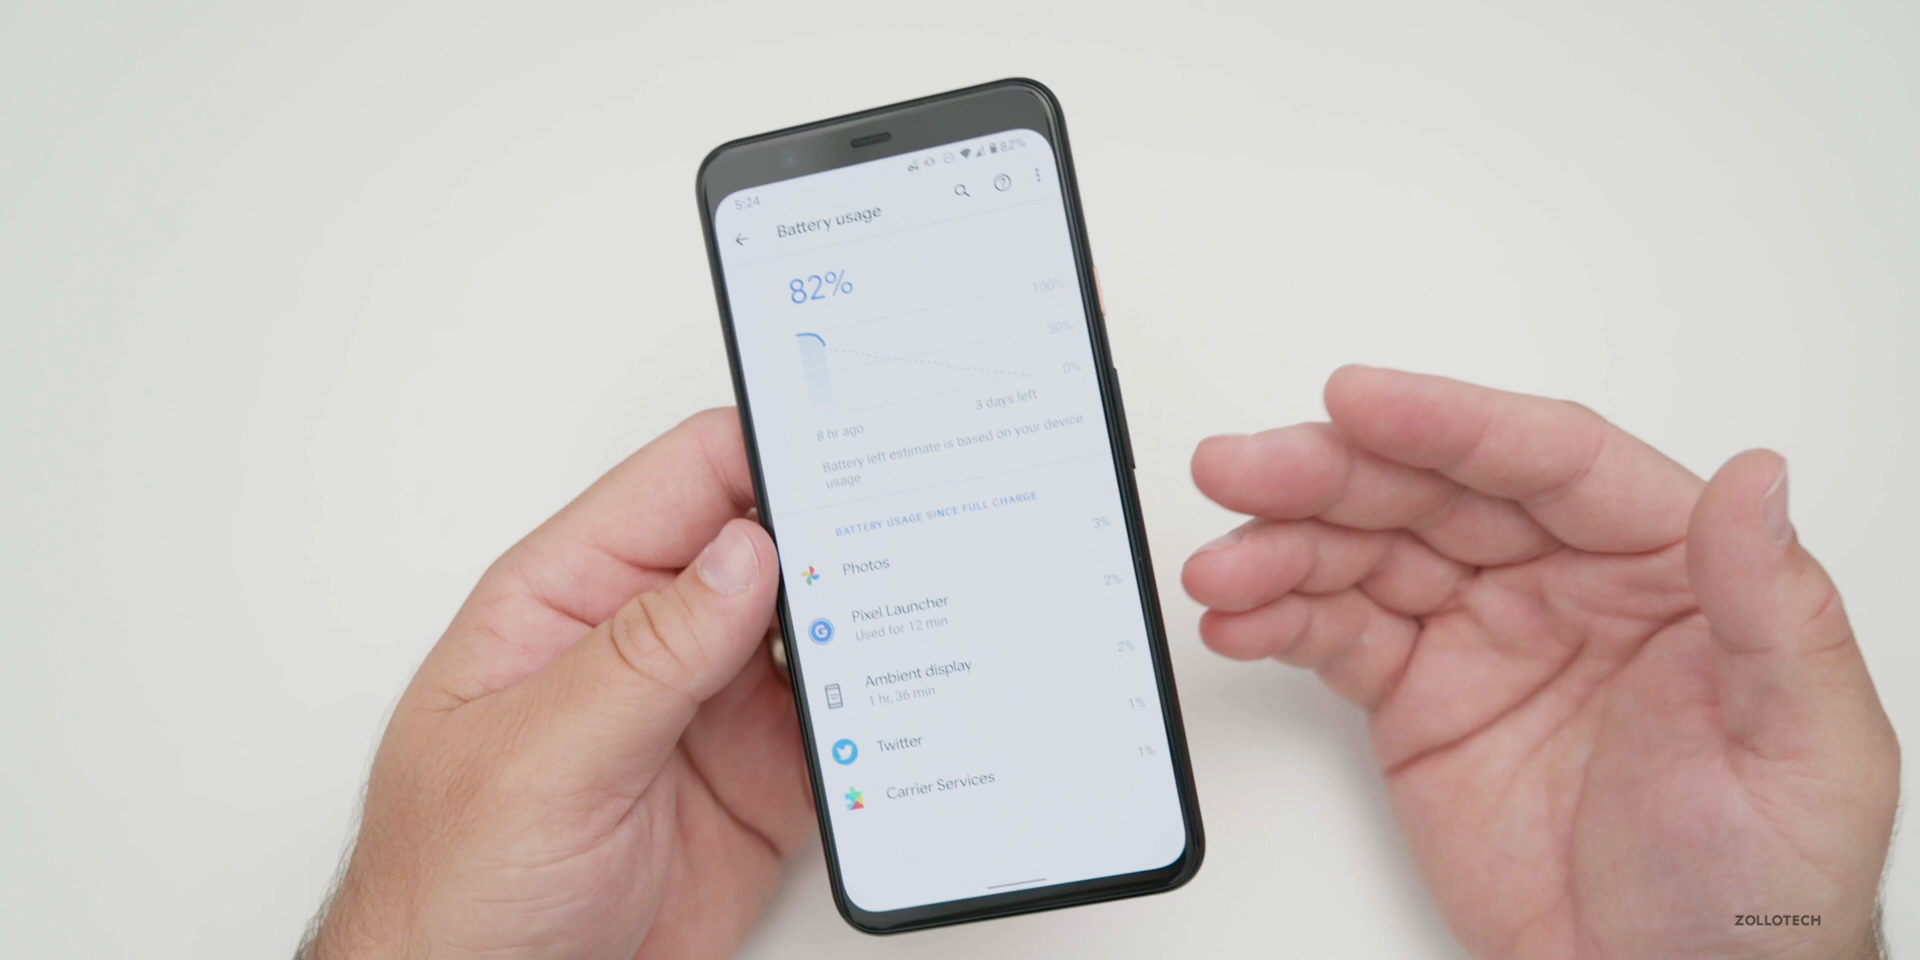 82%
5:24
Battery usage
82%
100%
50%
0%
3 days left
8 hr ago
Battery left estimate is based on your device
usage
BATTERY USAGE SINCE FULL CHARGE
Photos
3%
Pixel Launcher
2%
Used for 12 min
Ambient display
2%
1 hr, 36 min
Twitter
1%
Carrier Services
1%
ZOLLOTECH